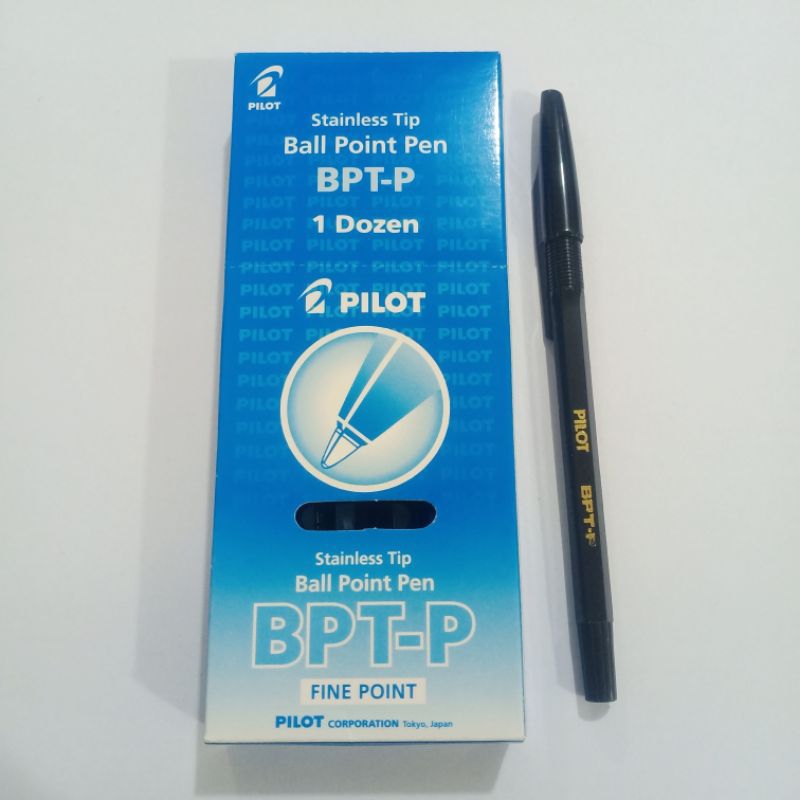 PILOT
Stainless Tip
Ball Point Pen
BPT-P
1 Dozen
PILOT
Stainless Tip
Ball Point Pen
BPT-P
FINE POINT
PILOT CORPORATION Tokyo, Japan
PILOT BPT-P